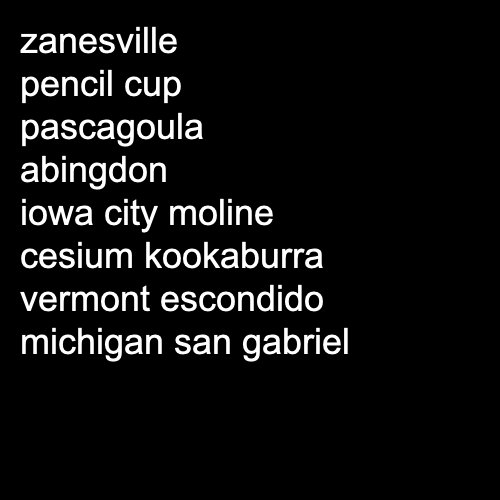 zanesville
pencil cup
pascagoula
abingdon
iowa city moline
cesium kookaburra
vermont escondido
michigan san gabriel